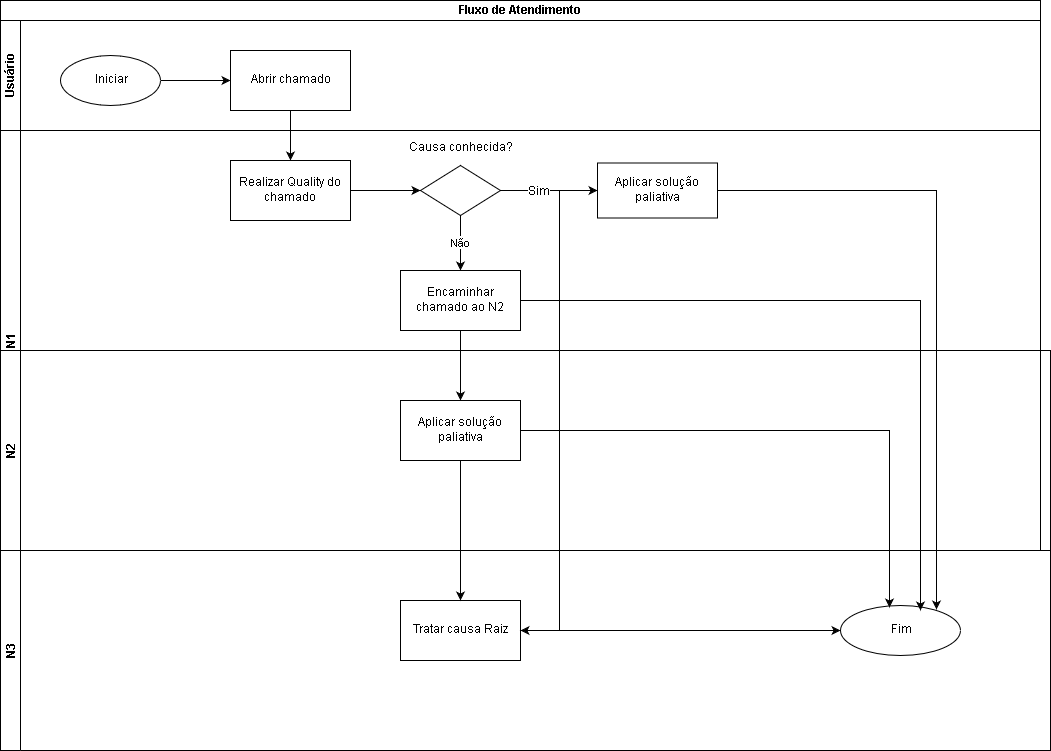 Fluxo de Atendimento
Usuário
Iniciar
Abrir chamado
N1
Realizar Quality do
chamado
Causa conhecida?
Sim
Aplicar solução
paliativa
Não
Encaminhar
chamado ao N2
N2
Aplicar solução
paliativa
N3
Tratar causa Raiz
Fim